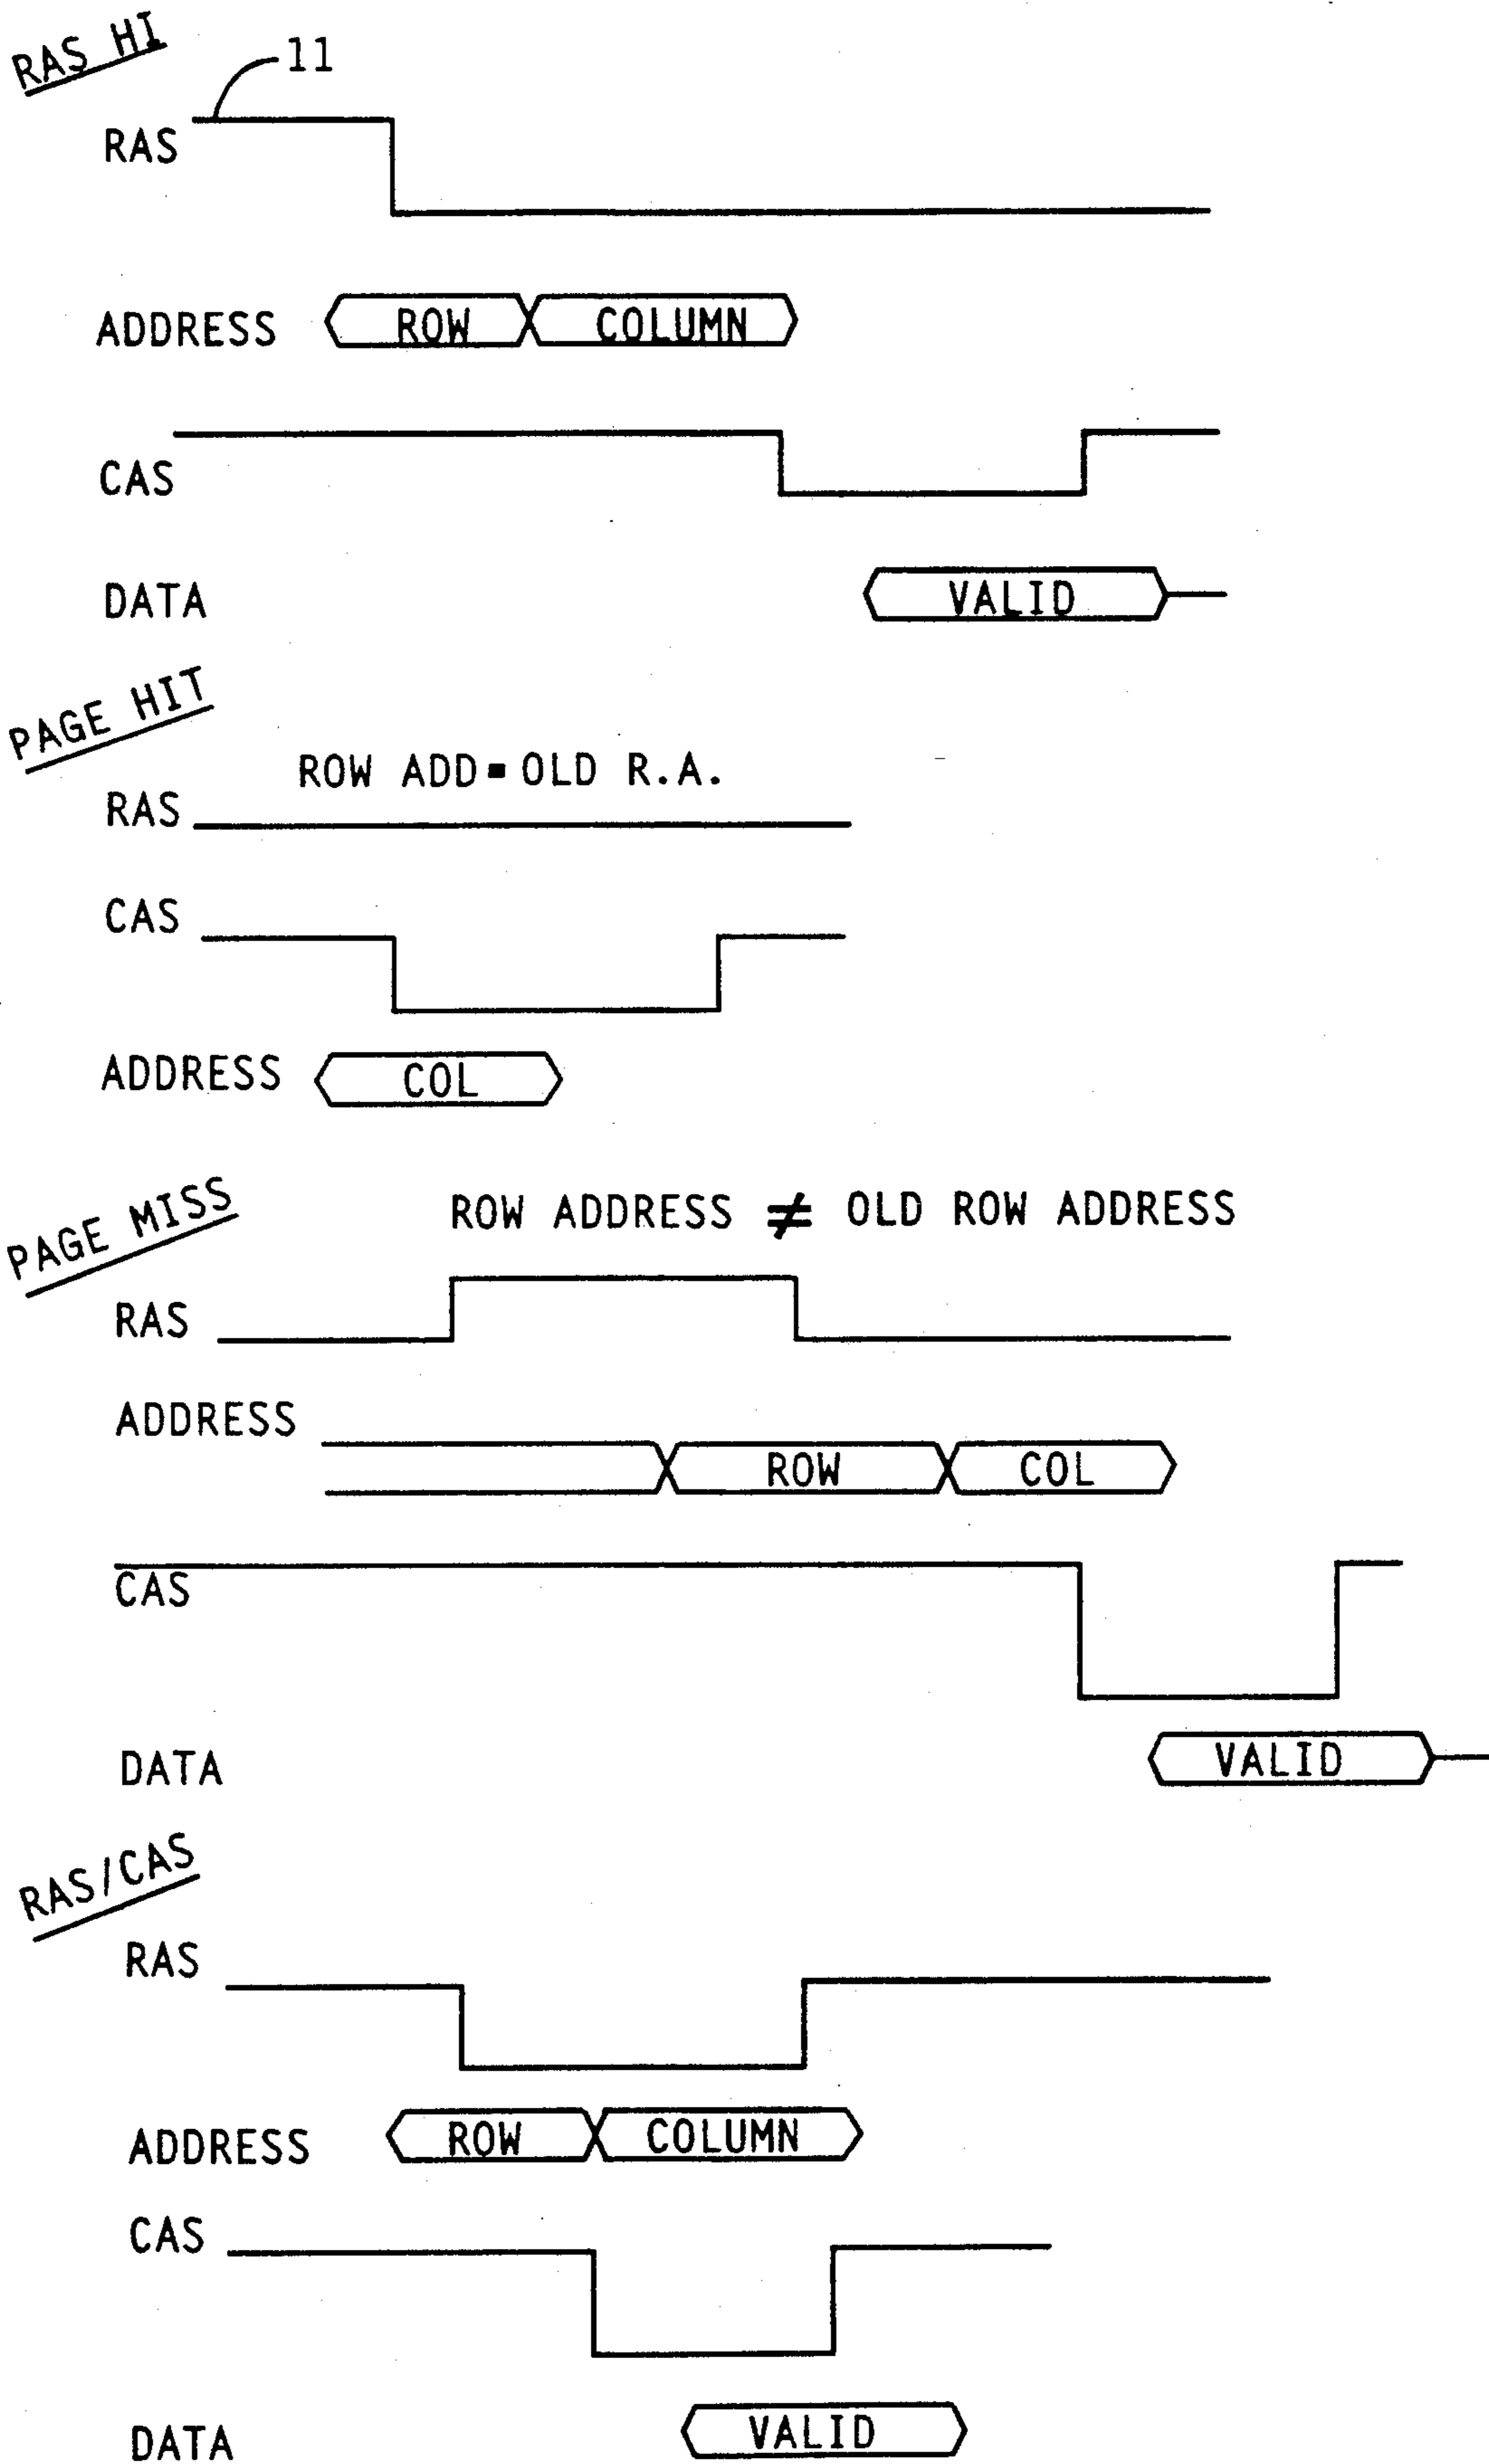 RAS HI
11
RAS
ADDRESS ROW COLUMN
CAS
DATA VALID
PAGE HIT
ROW ADD = OLD R.A.
RAS
CAS
ADDRESS COL
PAGE MISS
ROW ADDRESS ≠ OLD ROW ADDRESS
RAS
ADDRESS
ROW COL
CAS
DATA VALID
RAS/CAS
RAS
ADDRESS ROW COLUMN
CAS
DATA VALID